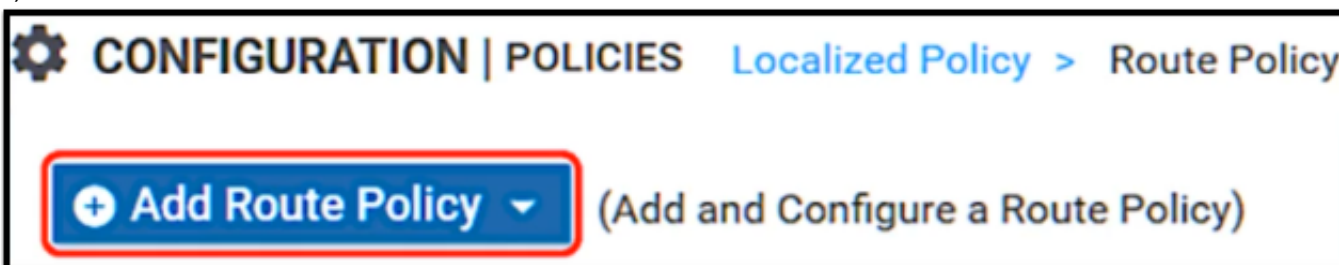 CONFIGURATION | POLICIES Localized Policy > Route Policy
Add Route Policy (Add and Configure a Route Policy)